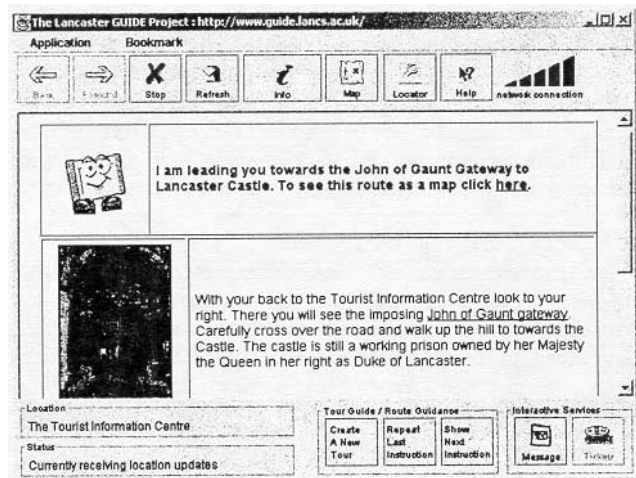 The Lancaster GUIDE Project : http://www.guide.lancs.ac.uk/
Application Bookmark
Back Forward Stop Refresh Info Map Locator Help network connection
I am leading you towards the John of Gaunt Gateway to
Lancaster Castle. To see this route as a map click here.
With your back to the Tourist Information Centre look to your
right. There you will see the imposing John of Gaunt gateway.
Carefully cross over the road and walk up the hill to towards the
Castle. The castle is still a working prison owned by her Majesty
the Queen in her right as Duke of Lancaster.
Location
The Tourist Information Centre
Status
Currently receiving location updates
Tour Guide / Route Guidance
Create
A New
Tour
Repeat
Last
Instruction
Show
Next
Instruction
Interactive Services
Message Tickets